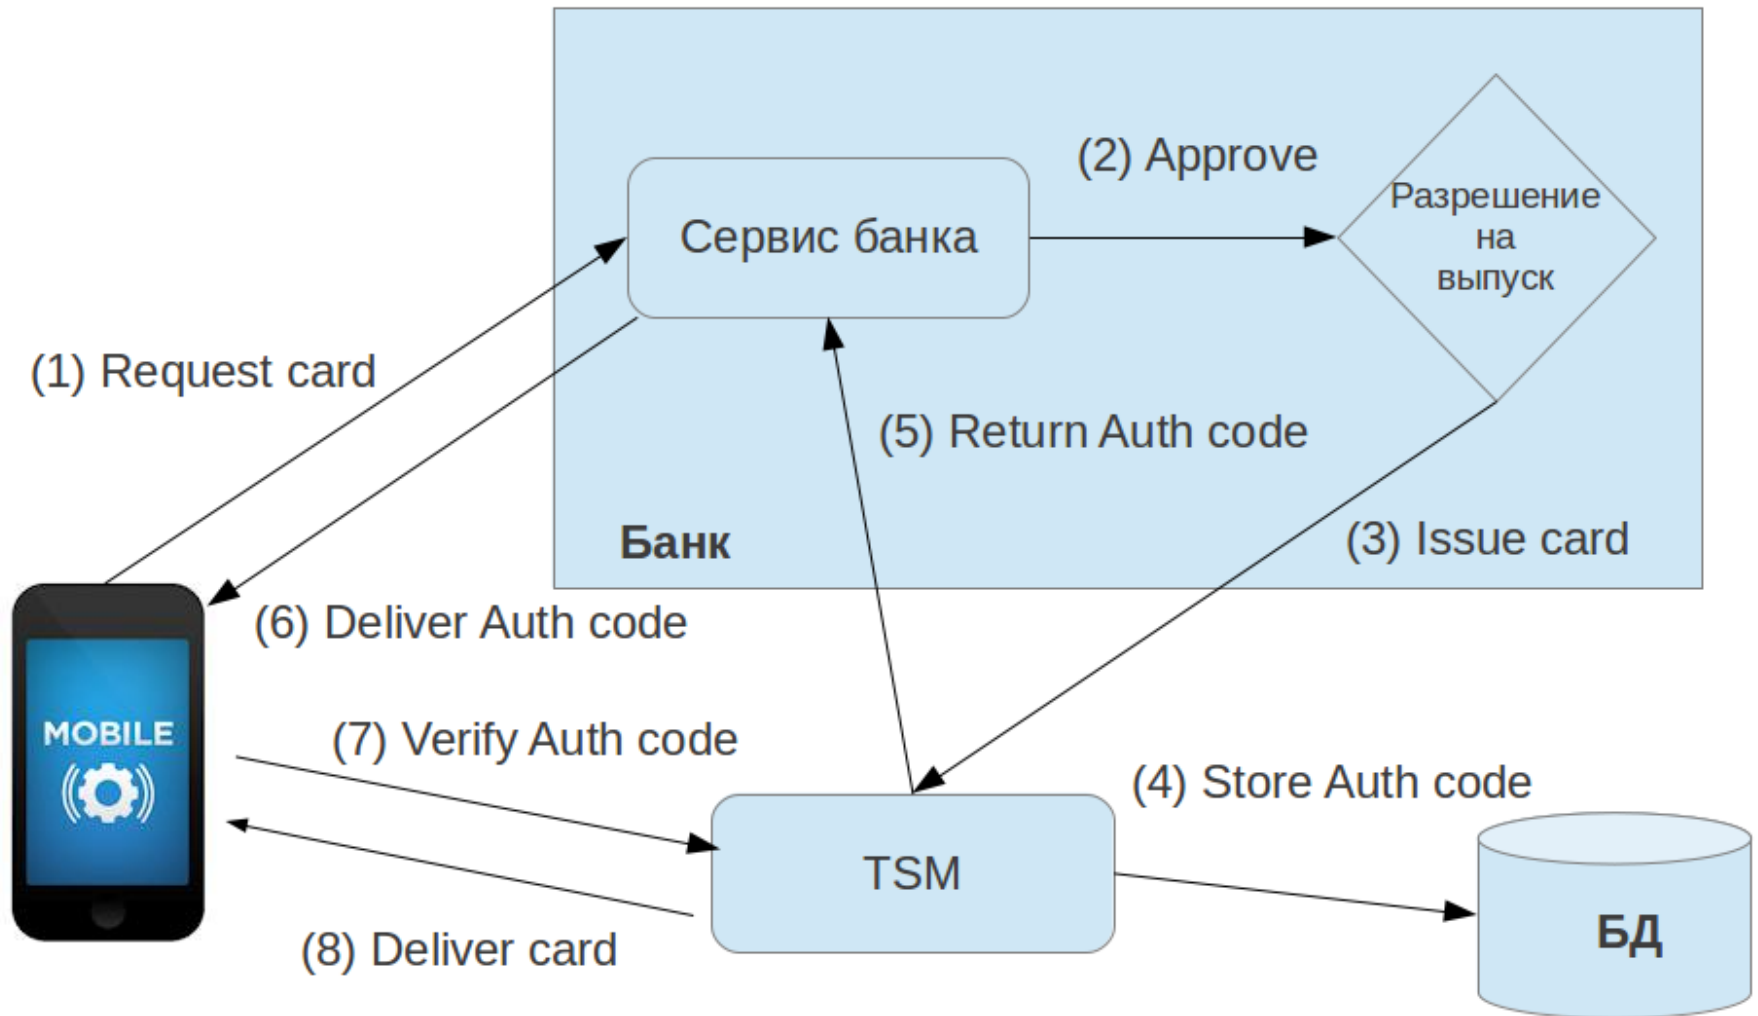 (2) Approve
Разрешение
на
выпуск
Сервис банка
(1) Request card
(5) Return Auth code
(3) Issue card
Банк
(6) Deliver Auth code
MOBILE
(7) Verify Auth code
(4) Store Auth code
TSM
БД
(8) Deliver card